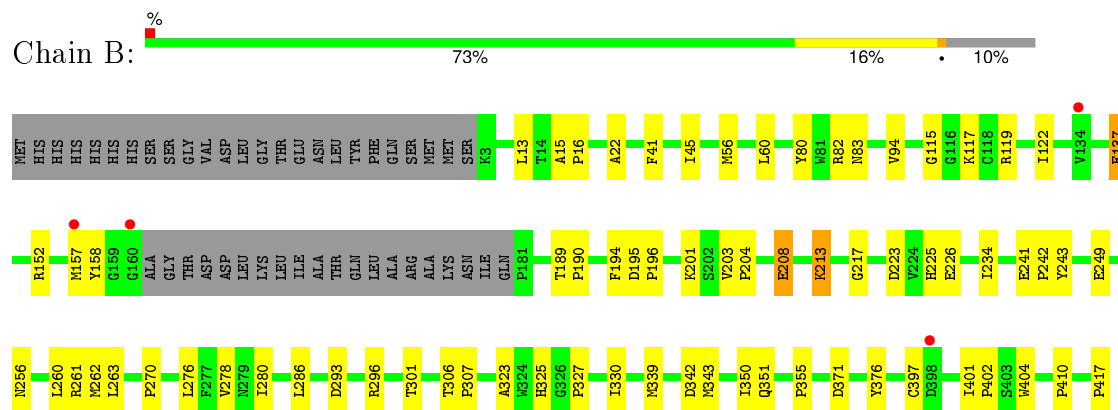 %
Chain B:
73% 16% • 10%
MET HIS HIS HIS HIS HIS HIS SER SER GLY VAL ASP LEU GLY THR GLU ASN LEU TYR PHE GLN SER MET MET SER K3 L13 T14 A15 P16 A22 F41 I45 M56 L60 Y80 W81 R82 N83 V94 G115 G116 K117 C118 R119 I122 V134 E137
R152 M157 Y158 G159 G160 ALA GLY THR ASP ASP LEU LYS LEU ILE ALA THR GLN LEU ALA ARG ALA LYS ASN ILE GLN P181 T189 P190 F194 D195 P196 K201 S202 V203 P204 E208 K213 G217 D223 V224 H225 E226 I234 E241 P242 Y243 E249
N256 L260 R261 M262 L263 P270 L276 F277 V278 N279 I280 L286 D293 R296 T301 T306 P307 A323 W324 H325 G326 P327 I330 M339 D342 M343 I350 Q351 P355 D371 Y376 C397 D398 I401 P402 S403 W404 P410 P417